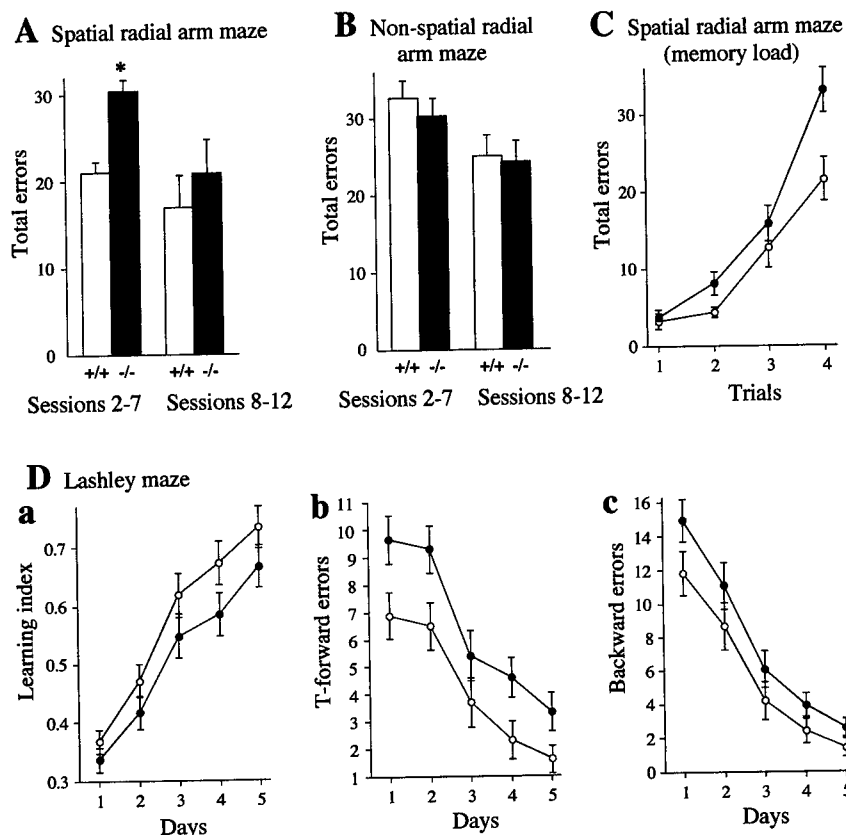 A Spatial radial arm maze
Total errors
30
20
10
0
*
+/+ -/- +/+ -/-
Sessions 2-7 Sessions 8-12
B Non-spatial radial
arm maze
Total errors
30
20
10
0
+/+ -/- +/+ -/-
Sessions 2-7 Sessions 8-12
C Spatial radial arm maze
(memory load)
Total errors
30
20
10
0
1 2 3 4
Trials
D Lashley maze
a
Learning index
0.7
0.6
0.5
0.4
0.3
1 2 3 4 5
Days
b
T-forward errors
11
10
9
8
7
6
5
4
3
2
1
1 2 3 4 5
Days
c
Backward errors
16
14
12
10
8
6
4
2
0
1 2 3 4 5
Days